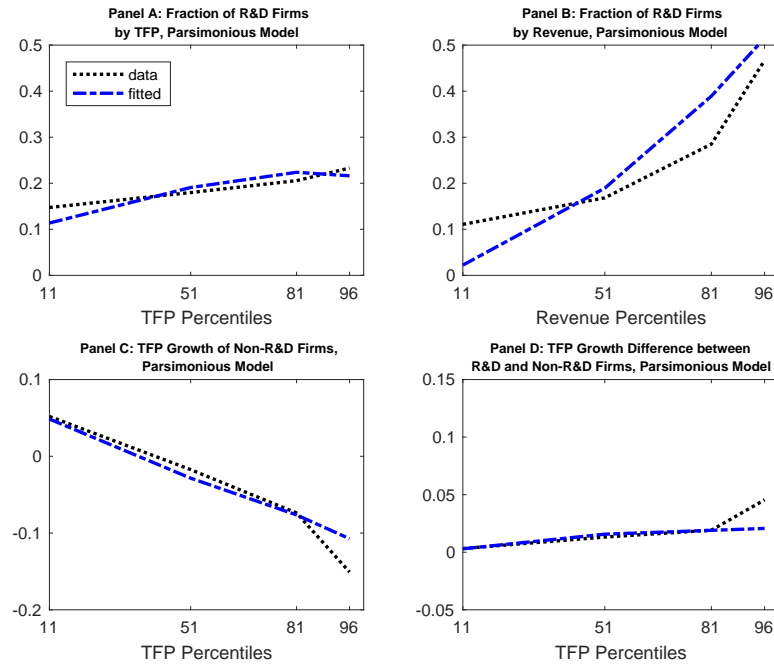 Panel A: Fraction of R&D Firms
by TFP, Parsimonious Model
0.5
0.4
0.3
0.2
0.1
0
data
fitted
11
51
81
96
TFP Percentiles
Panel B: Fraction of R&D Firms
by Revenue, Parsimonious Model
0.5
0.4
0.3
0.2
0.1
0
11
51
81
96
Revenue Percentiles
Panel C: TFP Growth of Non-R&D Firms,
Parsimonious Model
0.1
0
-0.1
-0.2
11
51
81
96
TFP Percentiles
Panel D: TFP Growth Difference between
R&D and Non-R&D Firms, Parsimonious Model
0.15
0.1
0.05
0
-0.05
11
51
81
96
TFP Percentiles